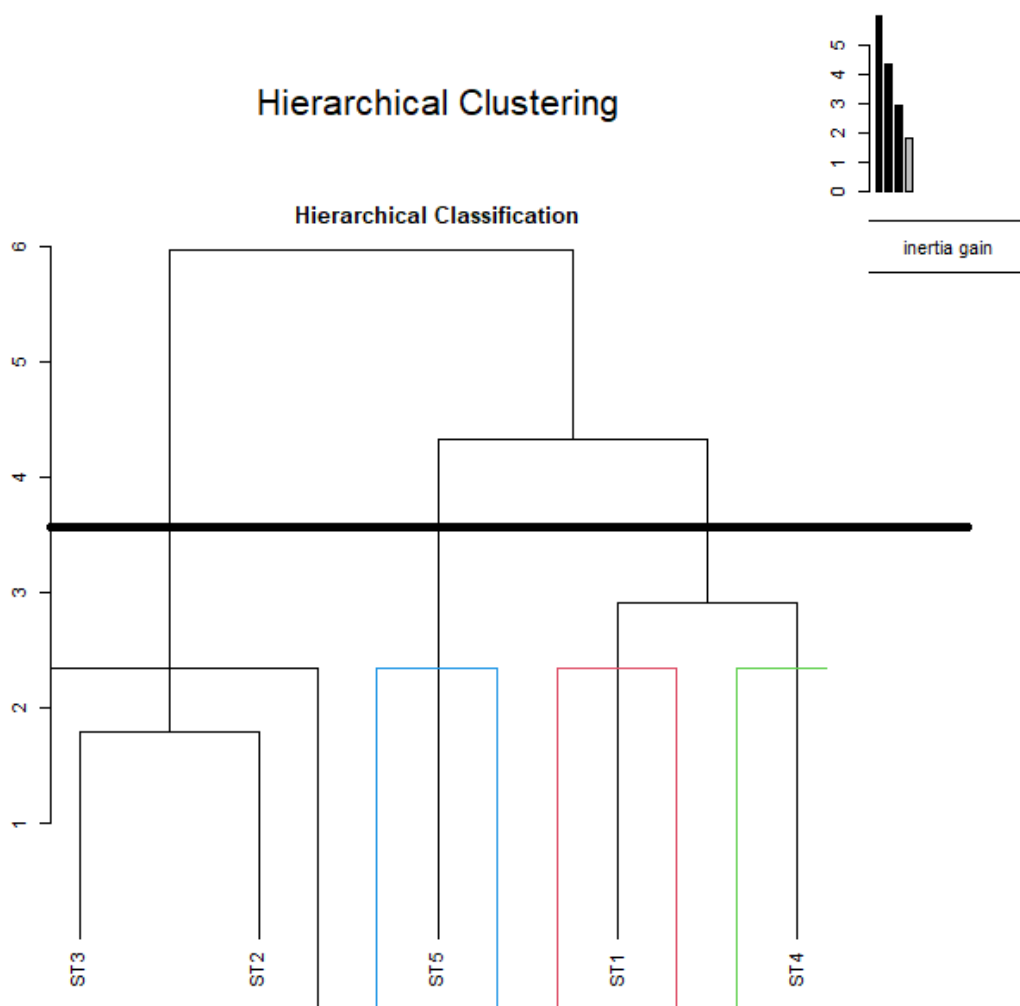 Hierarchical Clustering
0 1 2 3 4 5
inertia gain
Hierarchical Classification
6
5
4
3
2
1
ST3 ST2 ST5 ST1 ST4